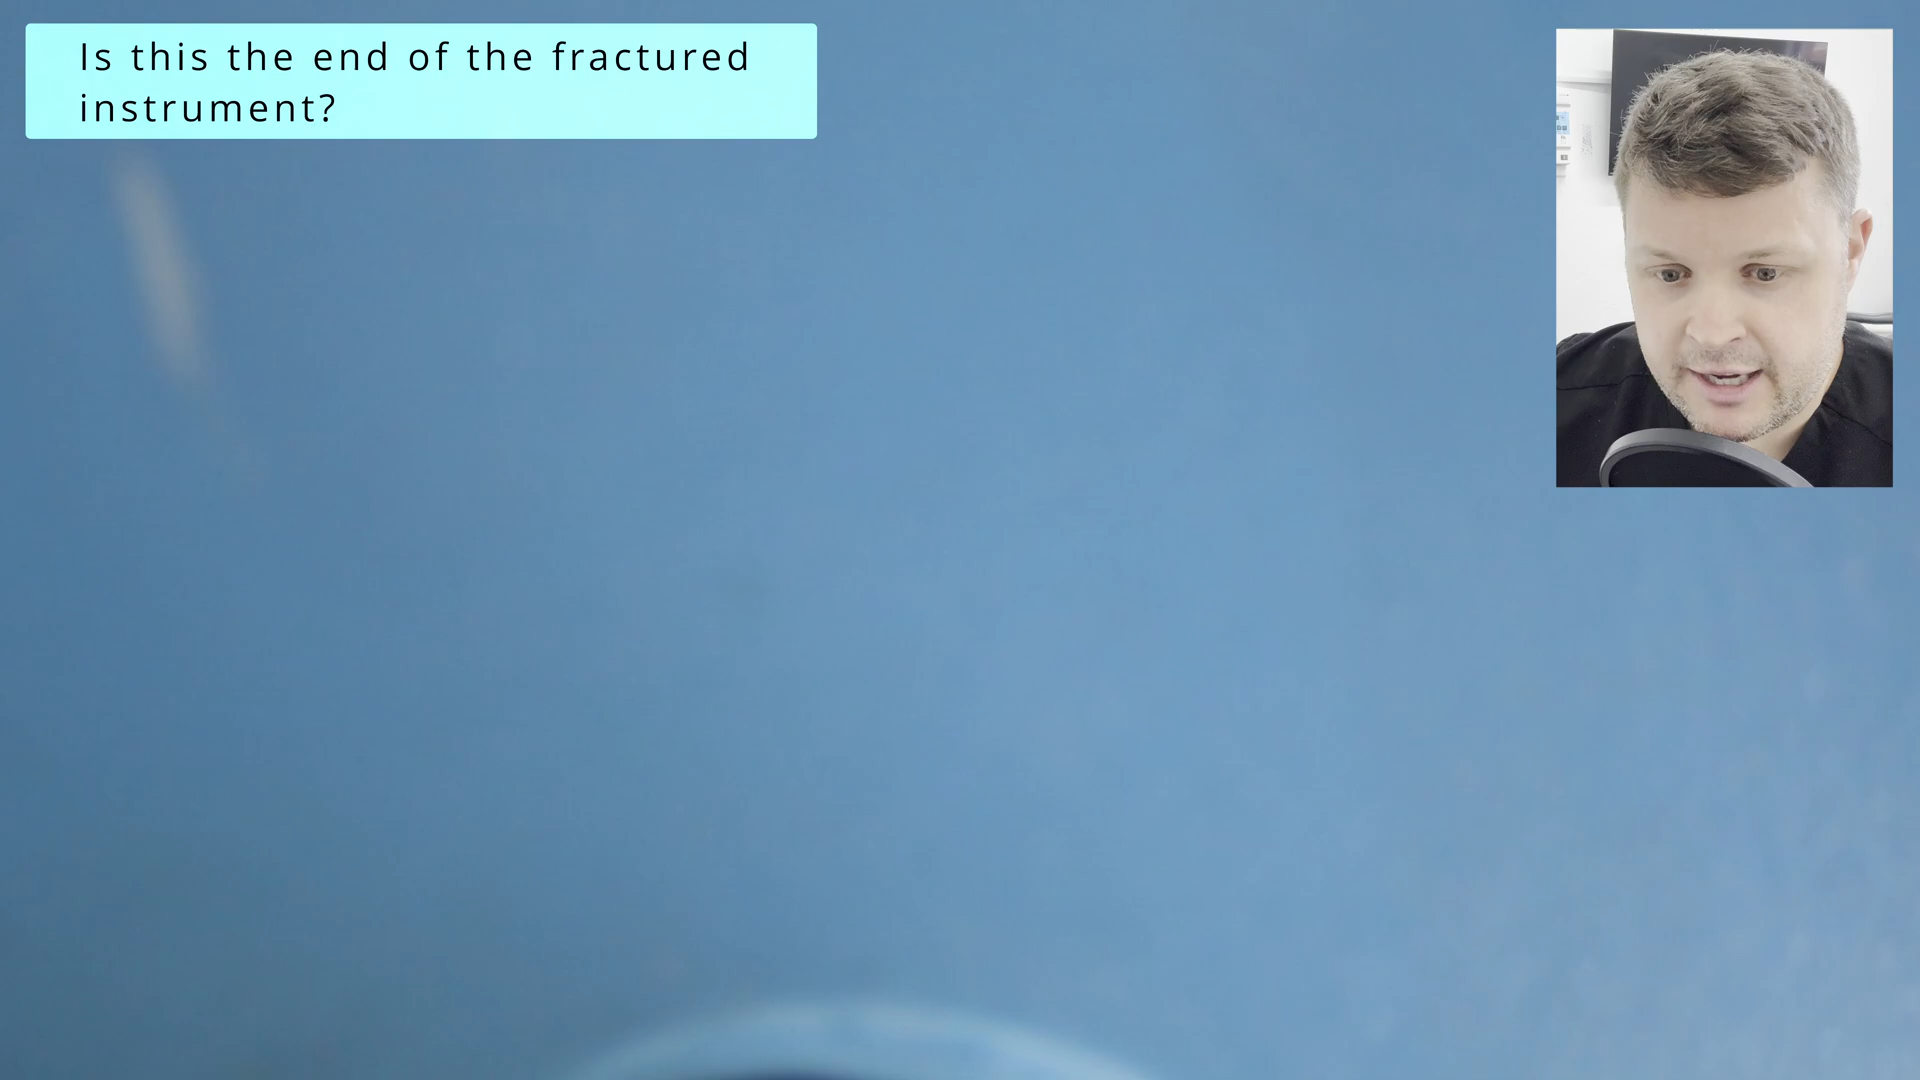 Is this the end of the fractured
instrument?